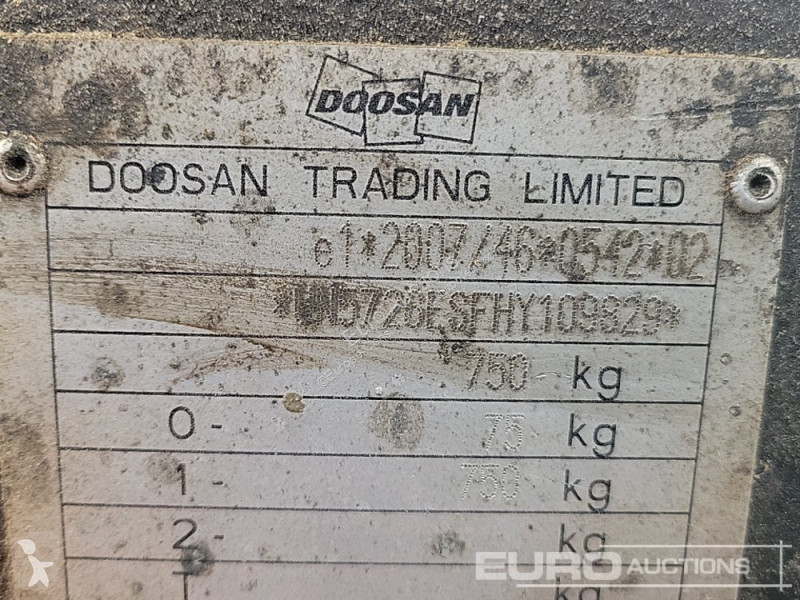 DOOSAN
DOOSAN TRADING LIMITED
e1*2007/46*0542*02
750 kg
0- 75 kg
1- 750 kg
2- kg
kg
EURO AUCTIONS